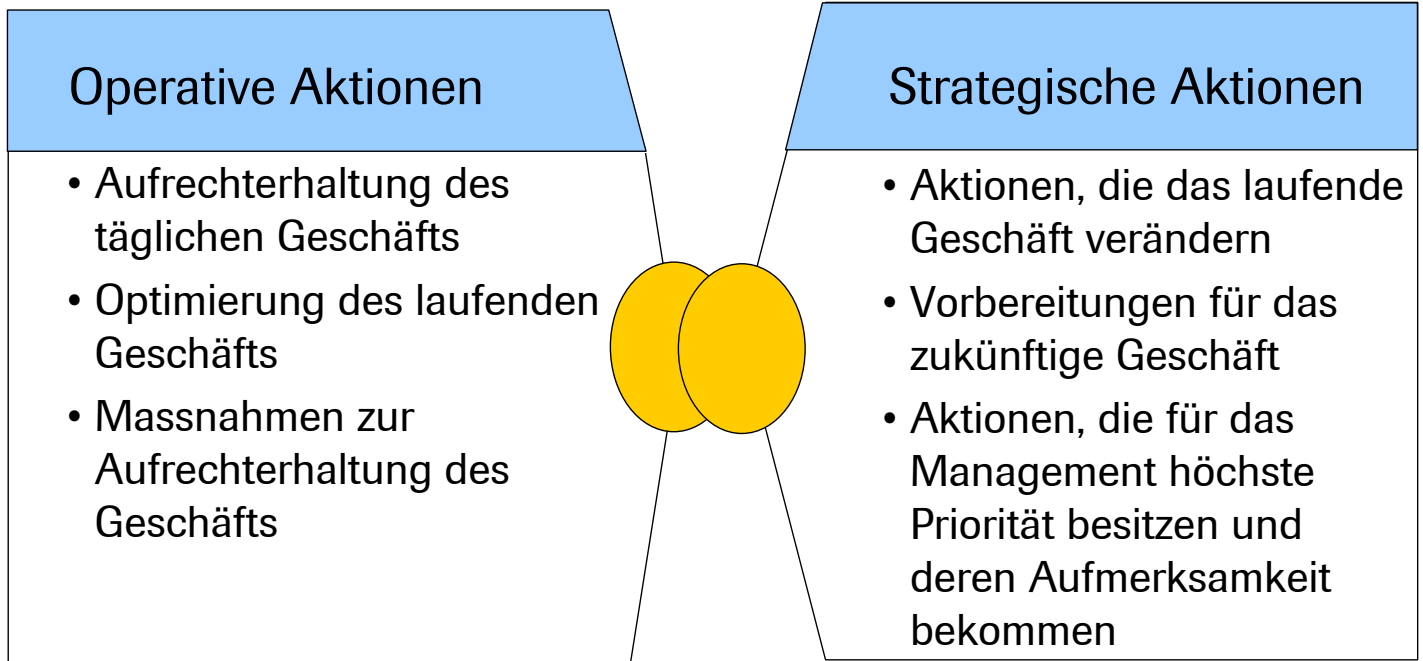 Operative Aktionen
• Aufrechterhaltung des
täglichen Geschäfts
• Optimierung des laufenden
Geschäfts
• Massnahmen zur
Aufrechterhaltung des
Geschäfts
Strategische Aktionen
• Aktionen, die das laufende
Geschäft verändern
• Vorbereitungen für das
zukünftige Geschäft
• Aktionen, die für das
Management höchste
Priorität besitzen und
deren Aufmerksamkeit
bekommen